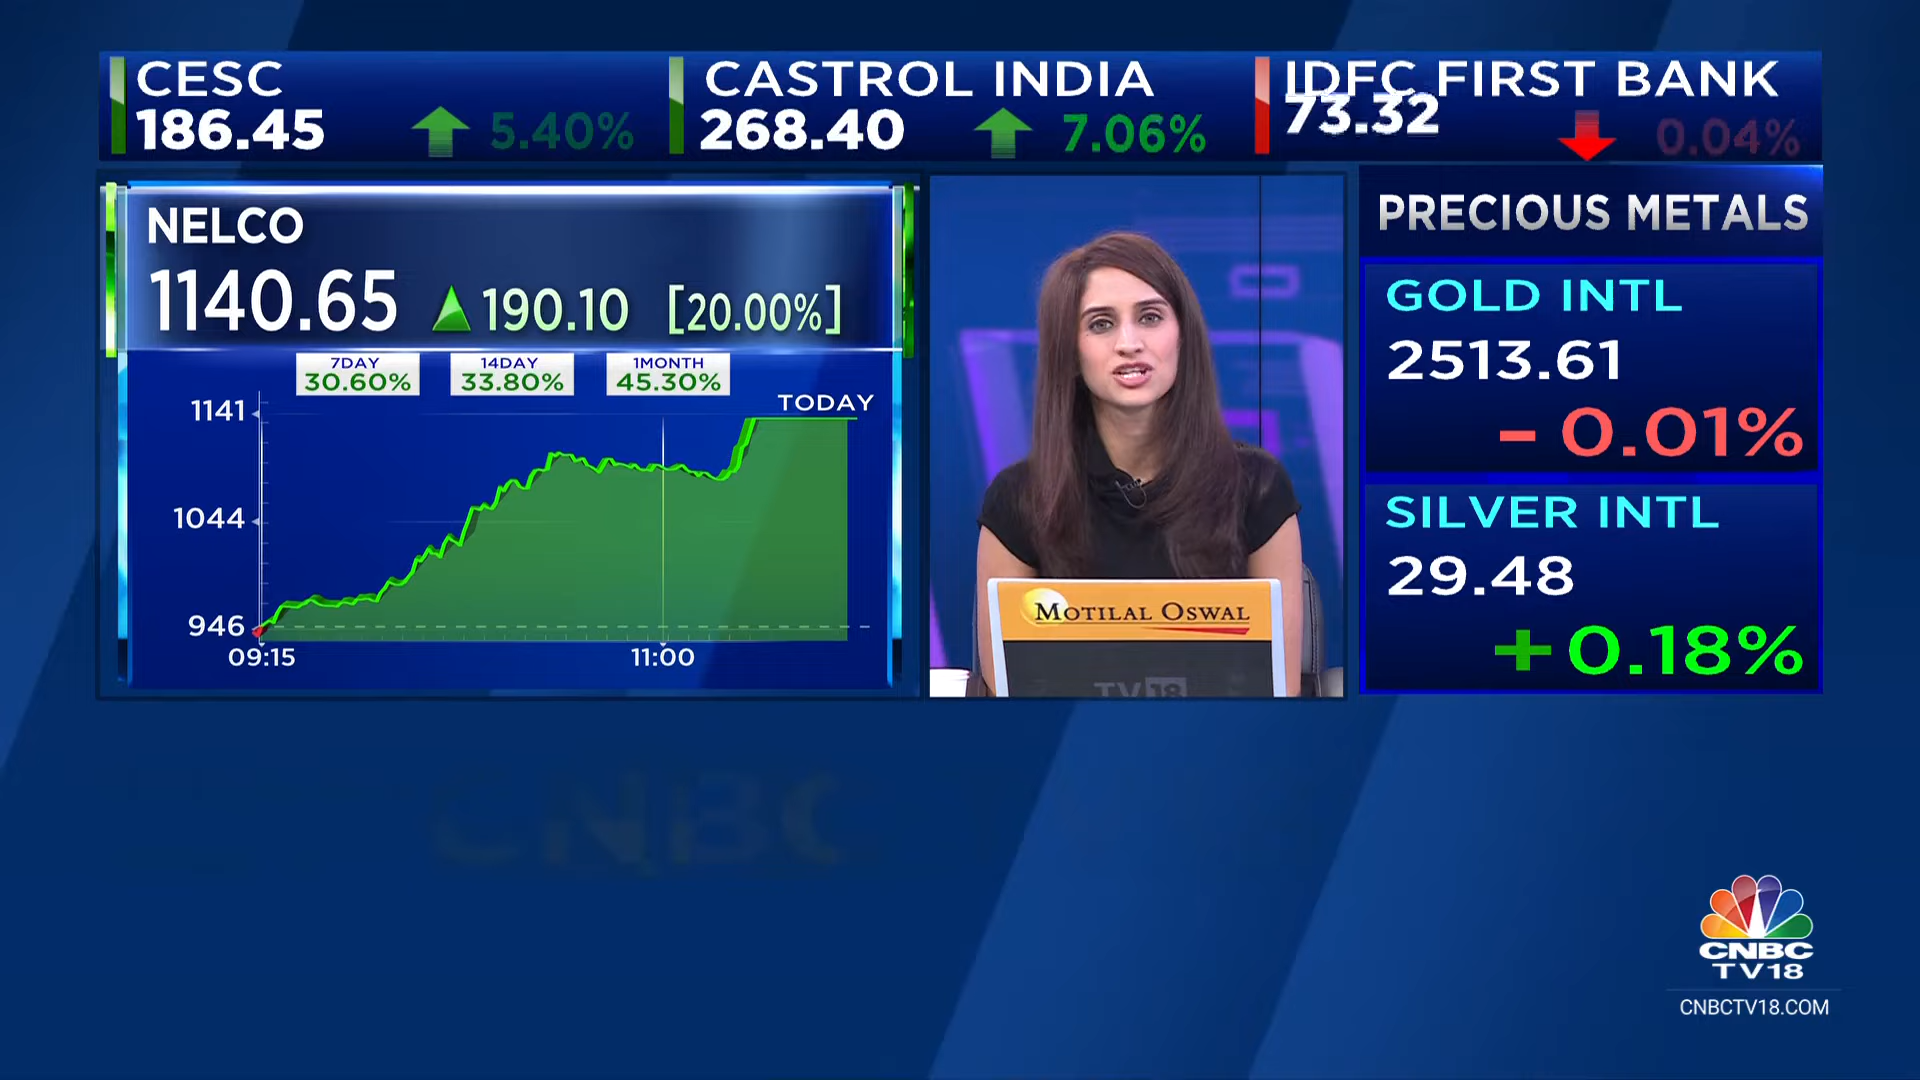 CESC
186.45 5.40%
CASTROL INDIA
268.40 7.06%
IDFC FIRST BANK
73.32 0.04%
NELCO
1140.65 190.10 [20.00%]
7DAY
30.60%
14DAY
33.80%
1MONTH
45.30%
TODAY
1141
1044
946
09:15 11:00
MOTILAL OSWAL
TV18
PRECIOUS METALS
GOLD INTL
2513.61
- 0.01%
SILVER INTL
29.48
+0.18%
CNBC
CNBC
TV18
CNBCTV18.COM